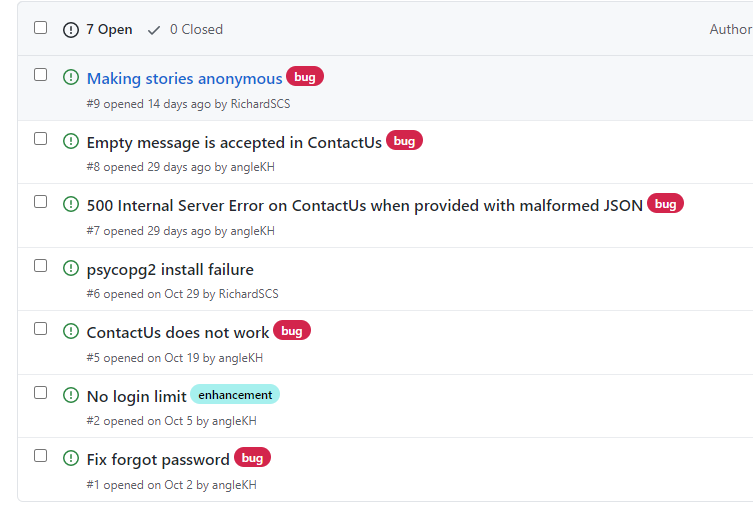 7 Open 0 Closed Author
Making stories anonymous bug
#9 opened 14 days ago by RichardSCS
Empty message is accepted in ContactUs bug
#8 opened 29 days ago by angleKH
500 Internal Server Error on ContactUs when provided with malformed JSON bug
#7 opened 29 days ago by angleKH
psycopg2 install failure
#6 opened on Oct 29 by RichardSCS
ContactUs does not work bug
#5 opened on Oct 19 by angleKH
No login limit enhancement
#2 opened on Oct 5 by angleKH
Fix forgot password bug
#1 opened on Oct 2 by angleKH